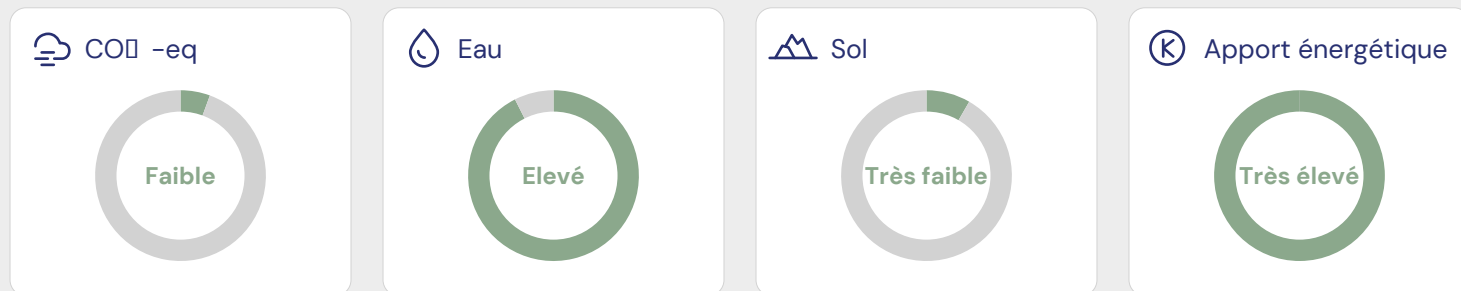 CO▯ -eq
Eau
Sol
Apport énergétique
Faible
Elevé
Très faible
Très élevé